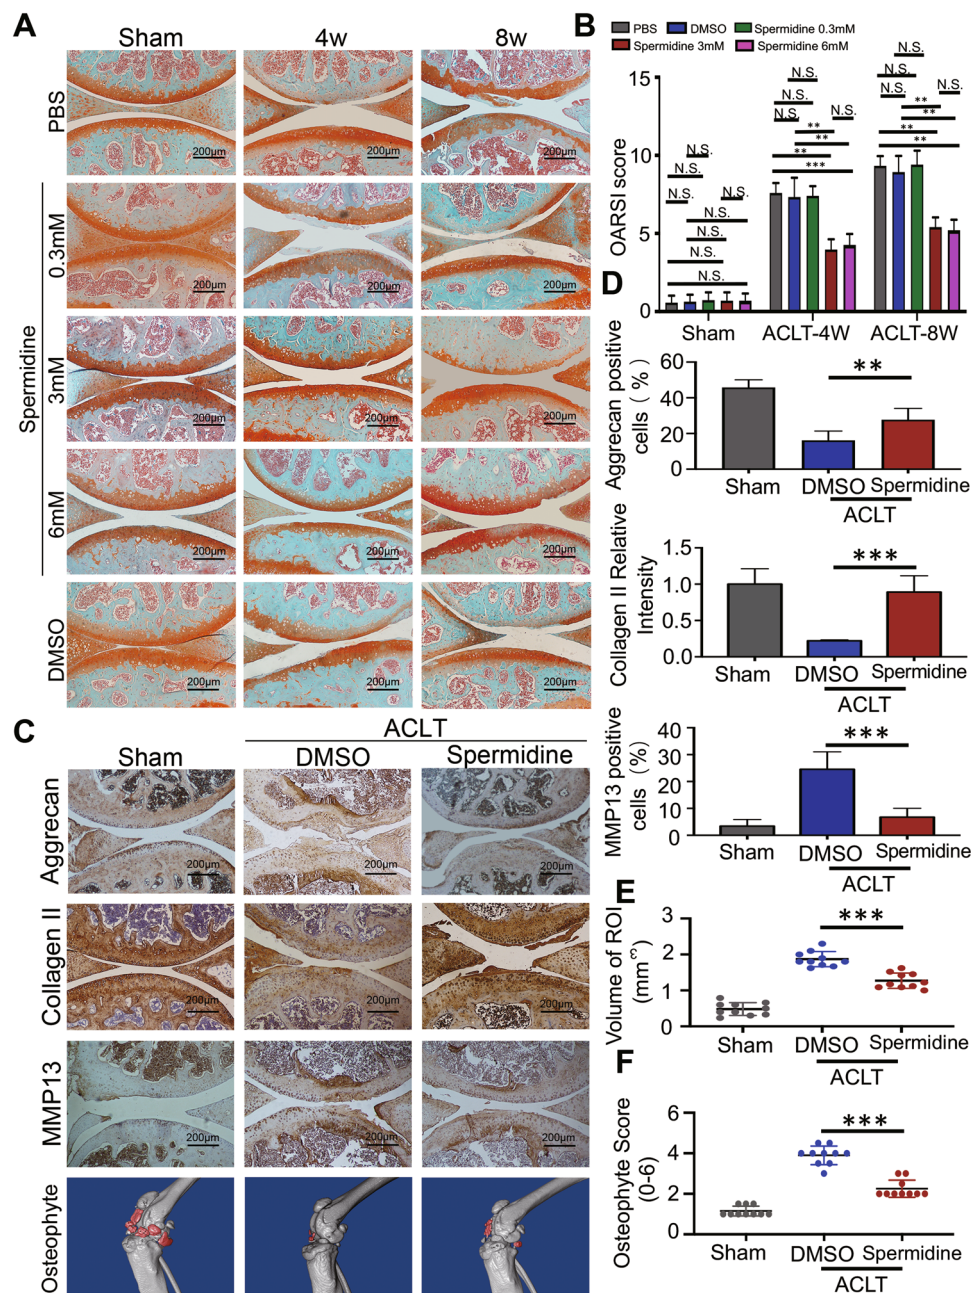 A
Sham
4w
8w
PBS
200µm
200µm
200µm
Spermidine
0.3mM
200µm
200µm
200µm
3mM
200µm
200µm
200µm
6mM
200µm
200µm
200µm
DMSO
200µm
200µm
200µm
B
PBS DMSO Spermidine 0.3mM
Spermidine 3mM Spermidine 6mM
OARSI score
15
10
5
0
N.S.
N.S.
N.S.
N.S.
N.S.
N.S.
N.S.
N.S.
N.S.
N.S.
N.S.
N.S.
**
**
**
***
N.S.
N.S.
N.S.
N.S.
**
**
**
**
Sham
ACLT-4W
ACLT-8W
C
ACLT
Sham
DMSO
Spermidine
Aggrecan
200µm
200µm
200µm
Collagen II
200µm
200µm
200µm
MMP13
200µm
200µm
200µm
Osteophyte
D
Aggrecan positive
cells ( %)
60
40
20
0
**
Sham
DMSO
Spermidine
ACLT
Collagen II Relative
Intensity
1.5
1.0
0.5
0.0
***
Sham
DMSO
Spermidine
ACLT
MMP13 positive
cells (%)
40
30
20
10
0
***
Sham
DMSO
Spermidine
ACLT
E
Volume of ROI
(mm3)
3
2
1
0
***
Sham
DMSO
Spermidine
ACLT
F
Osteophyte Score
(0-6)
6
4
2
0
***
Sham
DMSO
Spermidine
ACLT